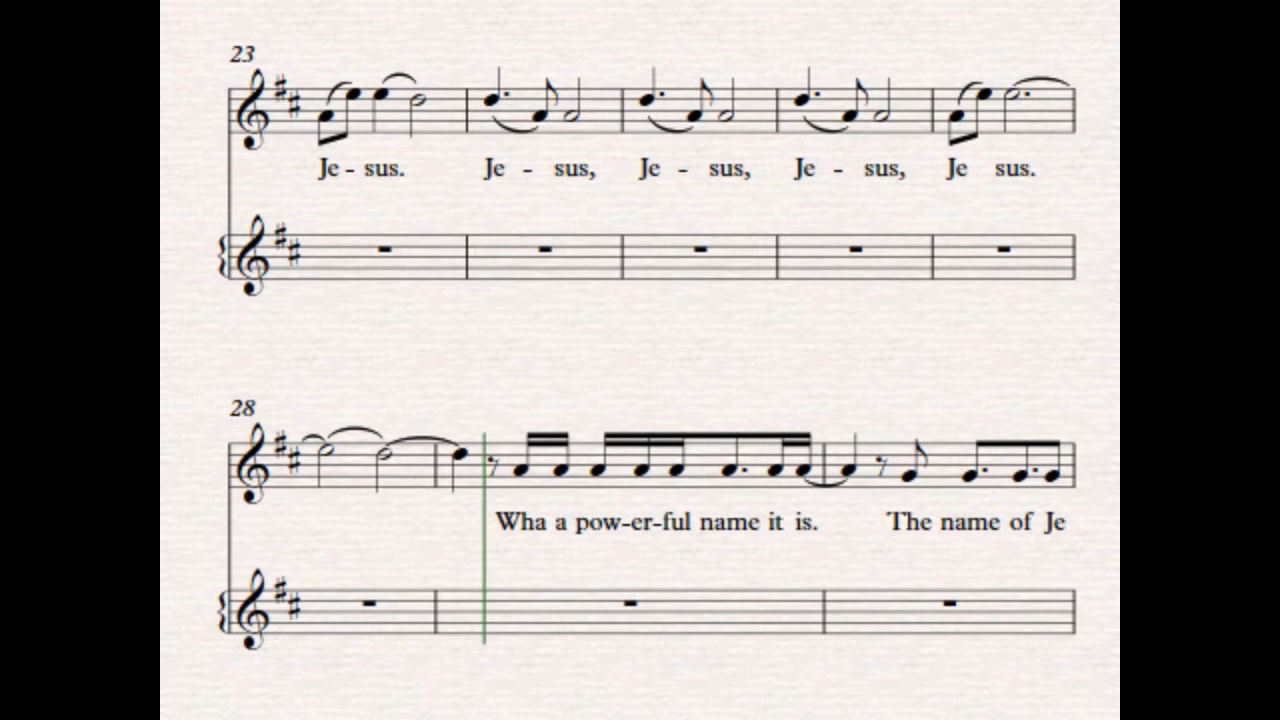 23
Je - sus. Je - sus, Je - sus, Je - sus, Je sus.
28
Wha a pow-er-ful name it is. The name of Je